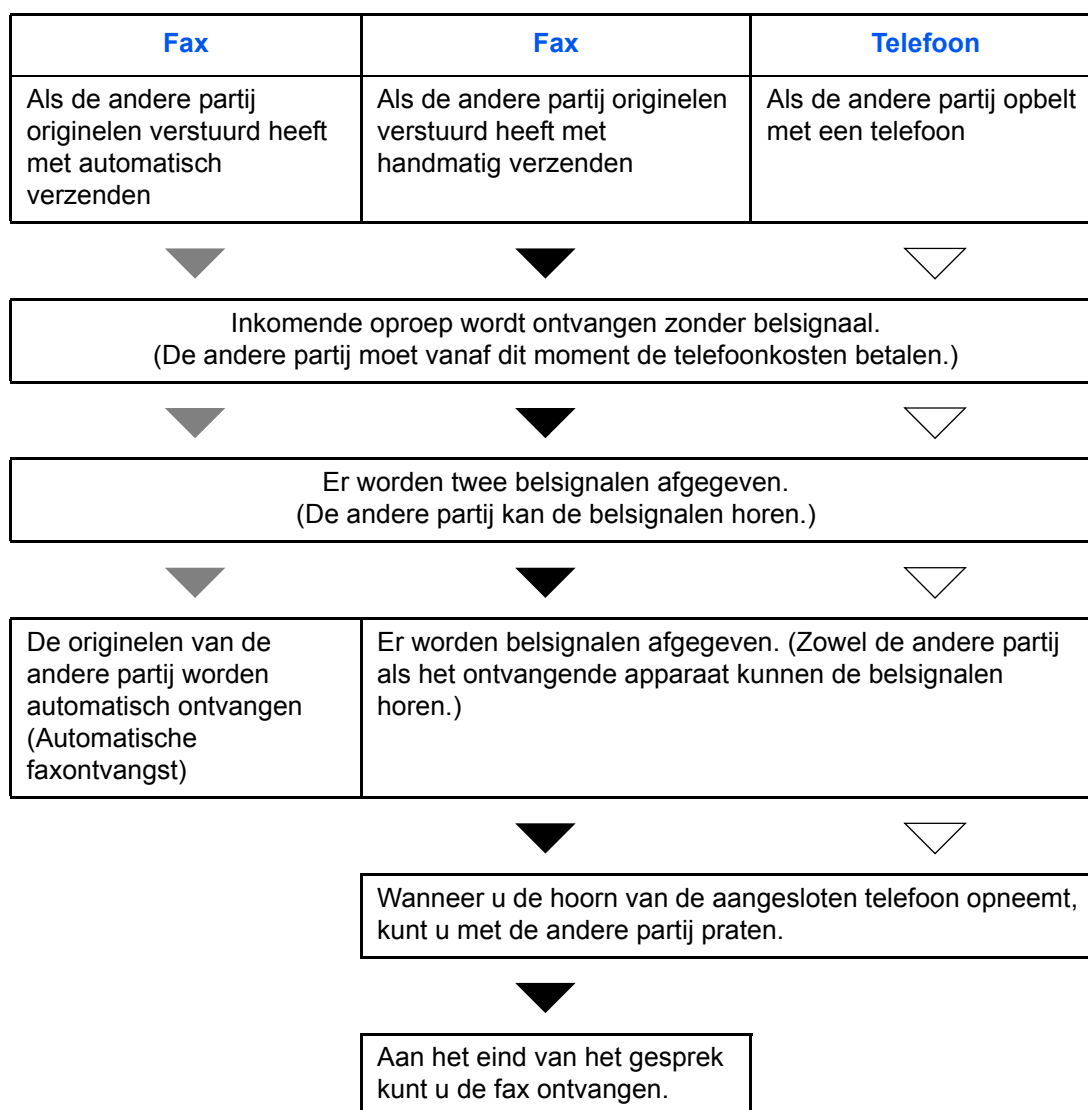 Fax
Fax
Telefoon
Als de andere partij
originelen verstuurd heeft
met automatisch
verzenden
Als de andere partij originelen
verstuurd heeft met
handmatig verzenden
Als de andere partij opbelt
met een telefoon
Inkomende oproep wordt ontvangen zonder belsignaal.
(De andere partij moet vanaf dit moment de telefoonkosten betalen.)
Er worden twee belsignalen afgegeven.
(De andere partij kan de belsignalen horen.)
De originelen van de
andere partij worden
automatisch ontvangen
(Automatische
faxontvangst)
Er worden belsignalen afgegeven. (Zowel de andere partij
als het ontvangende apparaat kunnen de belsignalen
horen.)
Wanneer u de hoorn van de aangesloten telefoon opneemt,
kunt u met de andere partij praten.
Aan het eind van het gesprek
kunt u de fax ontvangen.